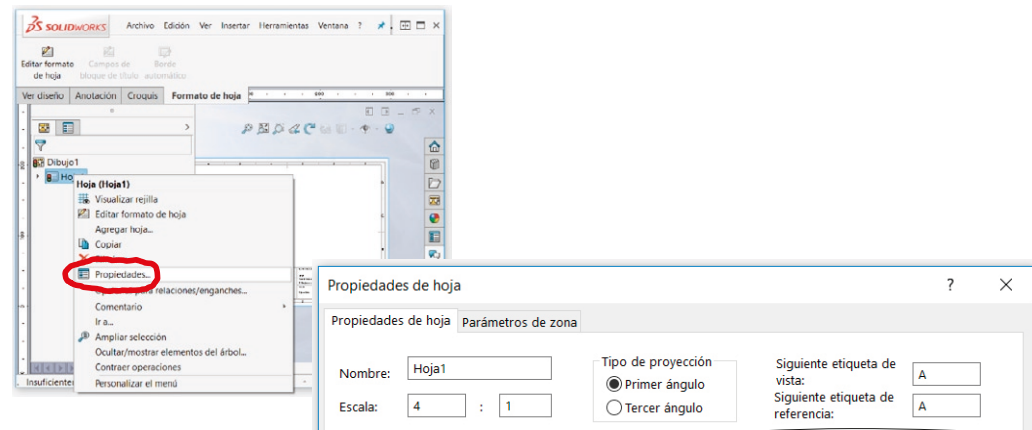 SOLIDWORKS Archivo Edición Ver Insertar Herramientas Ventana ?
Editar formato de hoja
Campos de bloque de título
Borde automático
Ver diseño Anotación Croquis Formato de hoja
Dibujo1
Ho
Hoja (Hoja1)
Visualizar rejilla
Editar formato de hoja
Agregar hoja...
Copiar
Propiedades...
para relaciones/enganches...
Comentario
Ir a...
Ampliar selección
Ocultar/mostrar elementos del árbol...
Contraer operaciones
Personalizar el menú
Insuficiente
Propiedades de hoja ?
Propiedades de hoja Parámetros de zona
Nombre: Hoja1
Escala: 4 : 1
Tipo de proyección
Primer ángulo
Tercer ángulo
Siguiente etiqueta de
vista: A
Siguiente etiqueta de
referencia: A